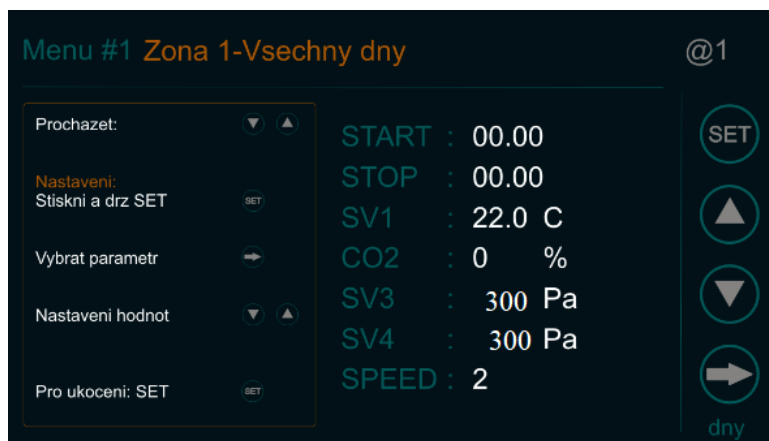 Menu #1 Zona 1-Vsechny dny @1
Prochazet:
Nastaveni:
Stiskni a drz SET SET
Vybrat parametr
Nastaveni hodnot
Pro ukoceni: SET SET
START : 00.00
STOP : 00.00
SV1 : 22.0 C
CO2 : 0 %
SV3 : 300 Pa
SV4 : 300 Pa
SPEED : 2
SET
dny